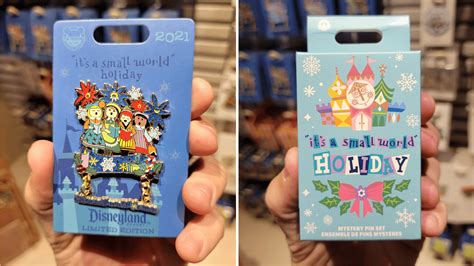 2021
"it's a small world"
holiday
Disneyland
LIMITED EDITION
"it's a small world"
HOLIDAY
MYSTERY PIN SET
ENSEMBLE DE PINS MYSTÈRES